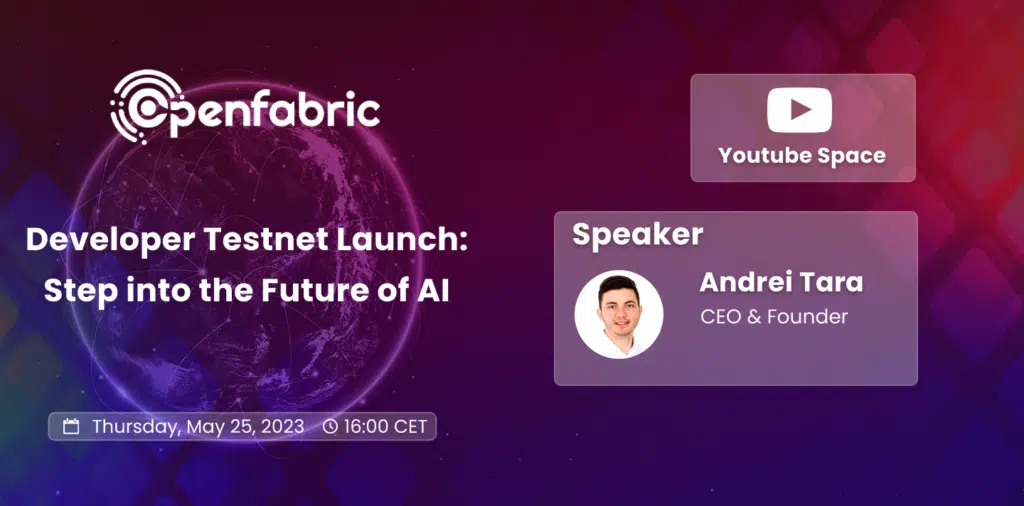 Openfabric
Developer Testnet Launch:
Step into the Future of AI
Thursday, May 25, 2023 16:00 CET
Youtube Space
Speaker
Andrei Tara
CEO & Founder